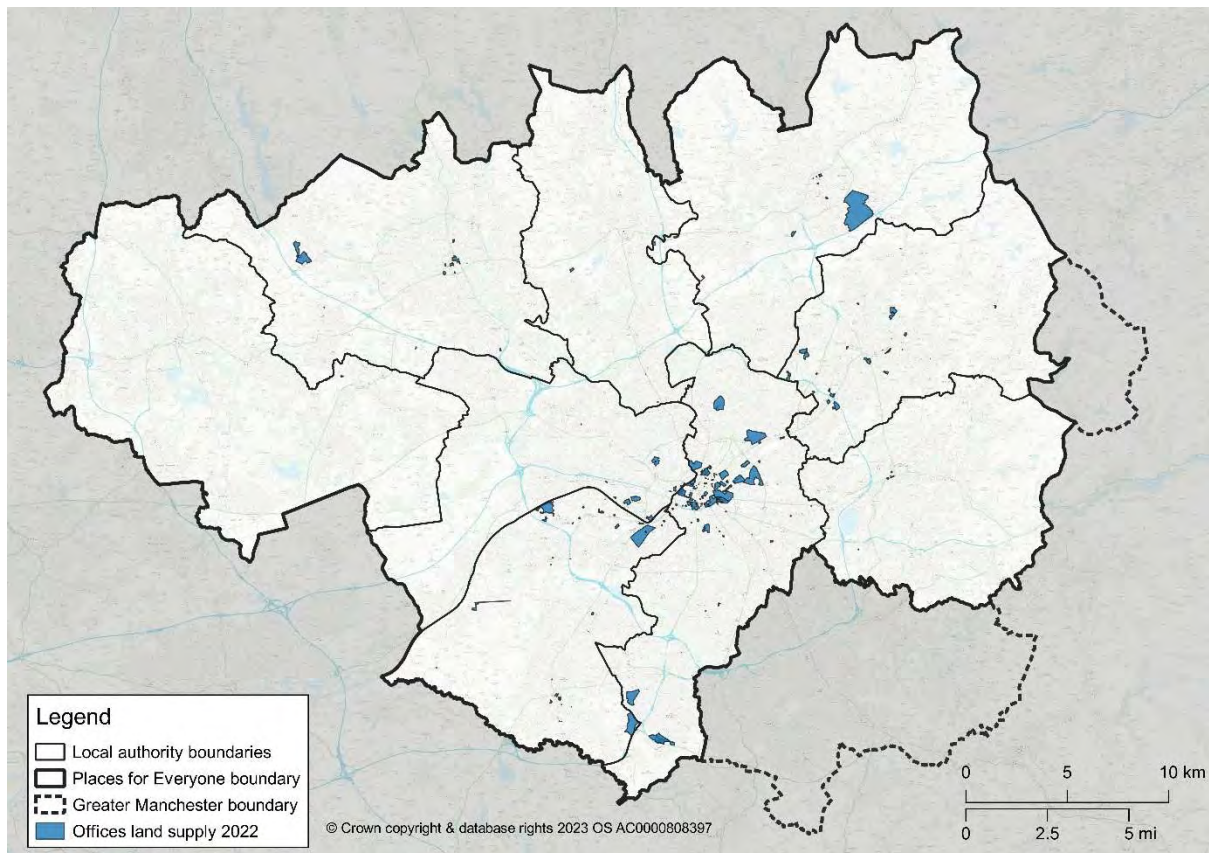 Legend
Local authority boundaries
Places for Everyone boundary
Greater Manchester boundary
Offices land supply 2022
© Crown copyright & database rights 2023 OS AC0000808397
0 5 10 km
0 2.5 5 mi